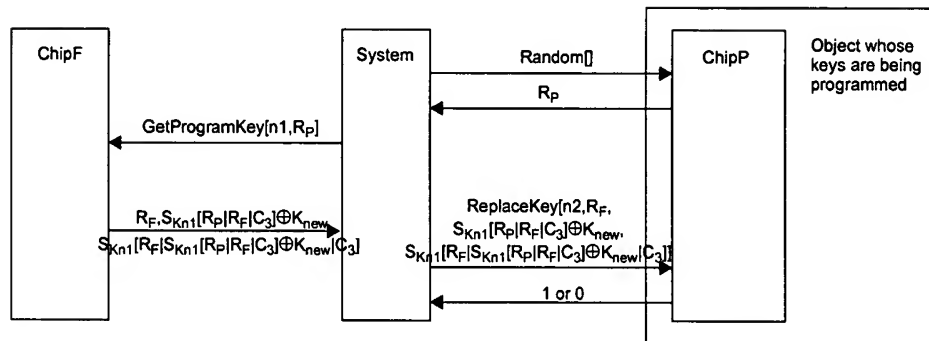 ChipF
System
ChipP
Object whose
keys are being
programmed
Random[]
R_P
GetProgramKey[n1,R_P]
R_F,S_Kn1[R_P|R_F|C_3]⊕K_new
S_Kn1[R_F|S_Kn1[R_P|R_F|C_3]⊕K_new|C_3]
ReplaceKey[n2,R_F,
S_Kn1[R_P|R_F|C_3]⊕K_new,
S_Kn1[R_F|S_Kn1[R_P|R_F|C_3]⊕K_new|C_3]]
1 or 0